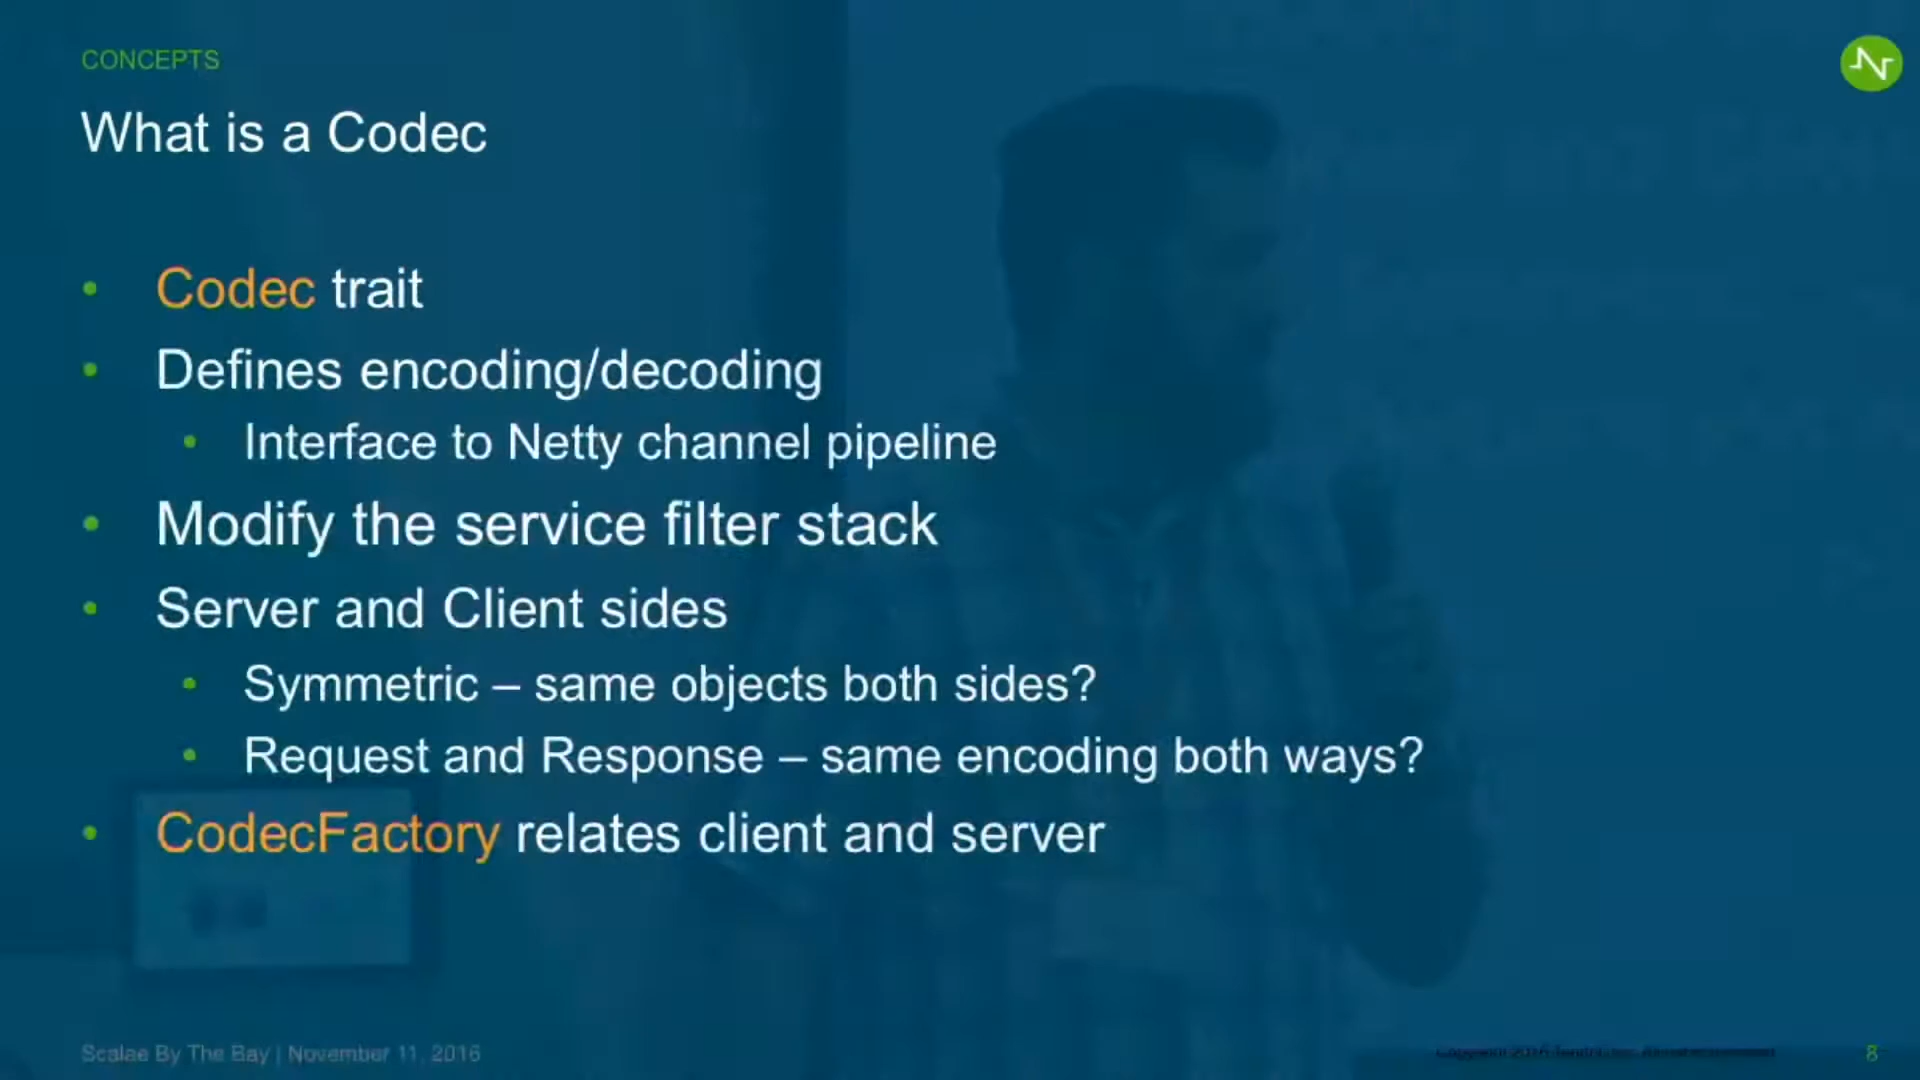 CONCEPTS
What is a Codec
• Codec trait
• Defines encoding/decoding
• Interface to Netty channel pipeline
• Modify the service filter stack
• Server and Client sides
• Symmetric – same objects both sides?
• Request and Response – same encoding both ways?
• CodecFactory relates client and server
Scalae By The Bay | November 11, 2016
8